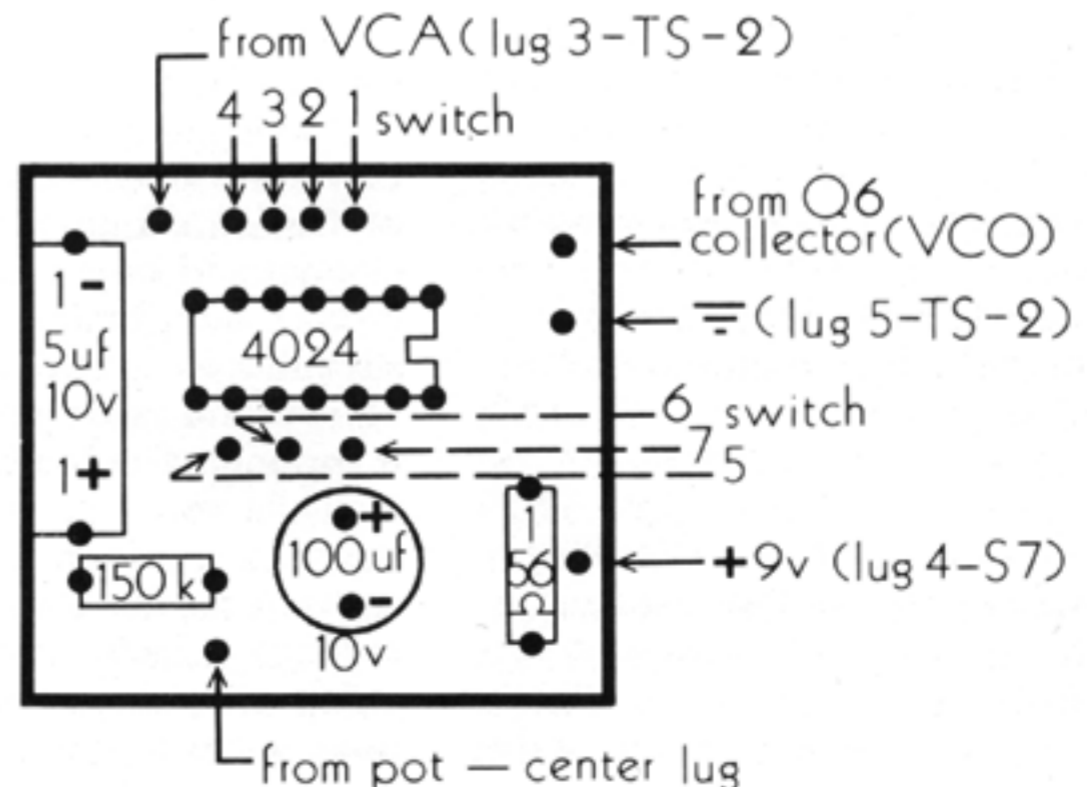 from VCA (lug 3-TS-2)
4 3 2 1 switch
from Q6
collector (VCO)
1 -
5uf
10v
1 +
4024
(lug 5-TS-2)
6 switch
7
5
+
100uf
-
10v
1
56
Ω
+9v (lug 4-S7)
150k
from pot — center lug